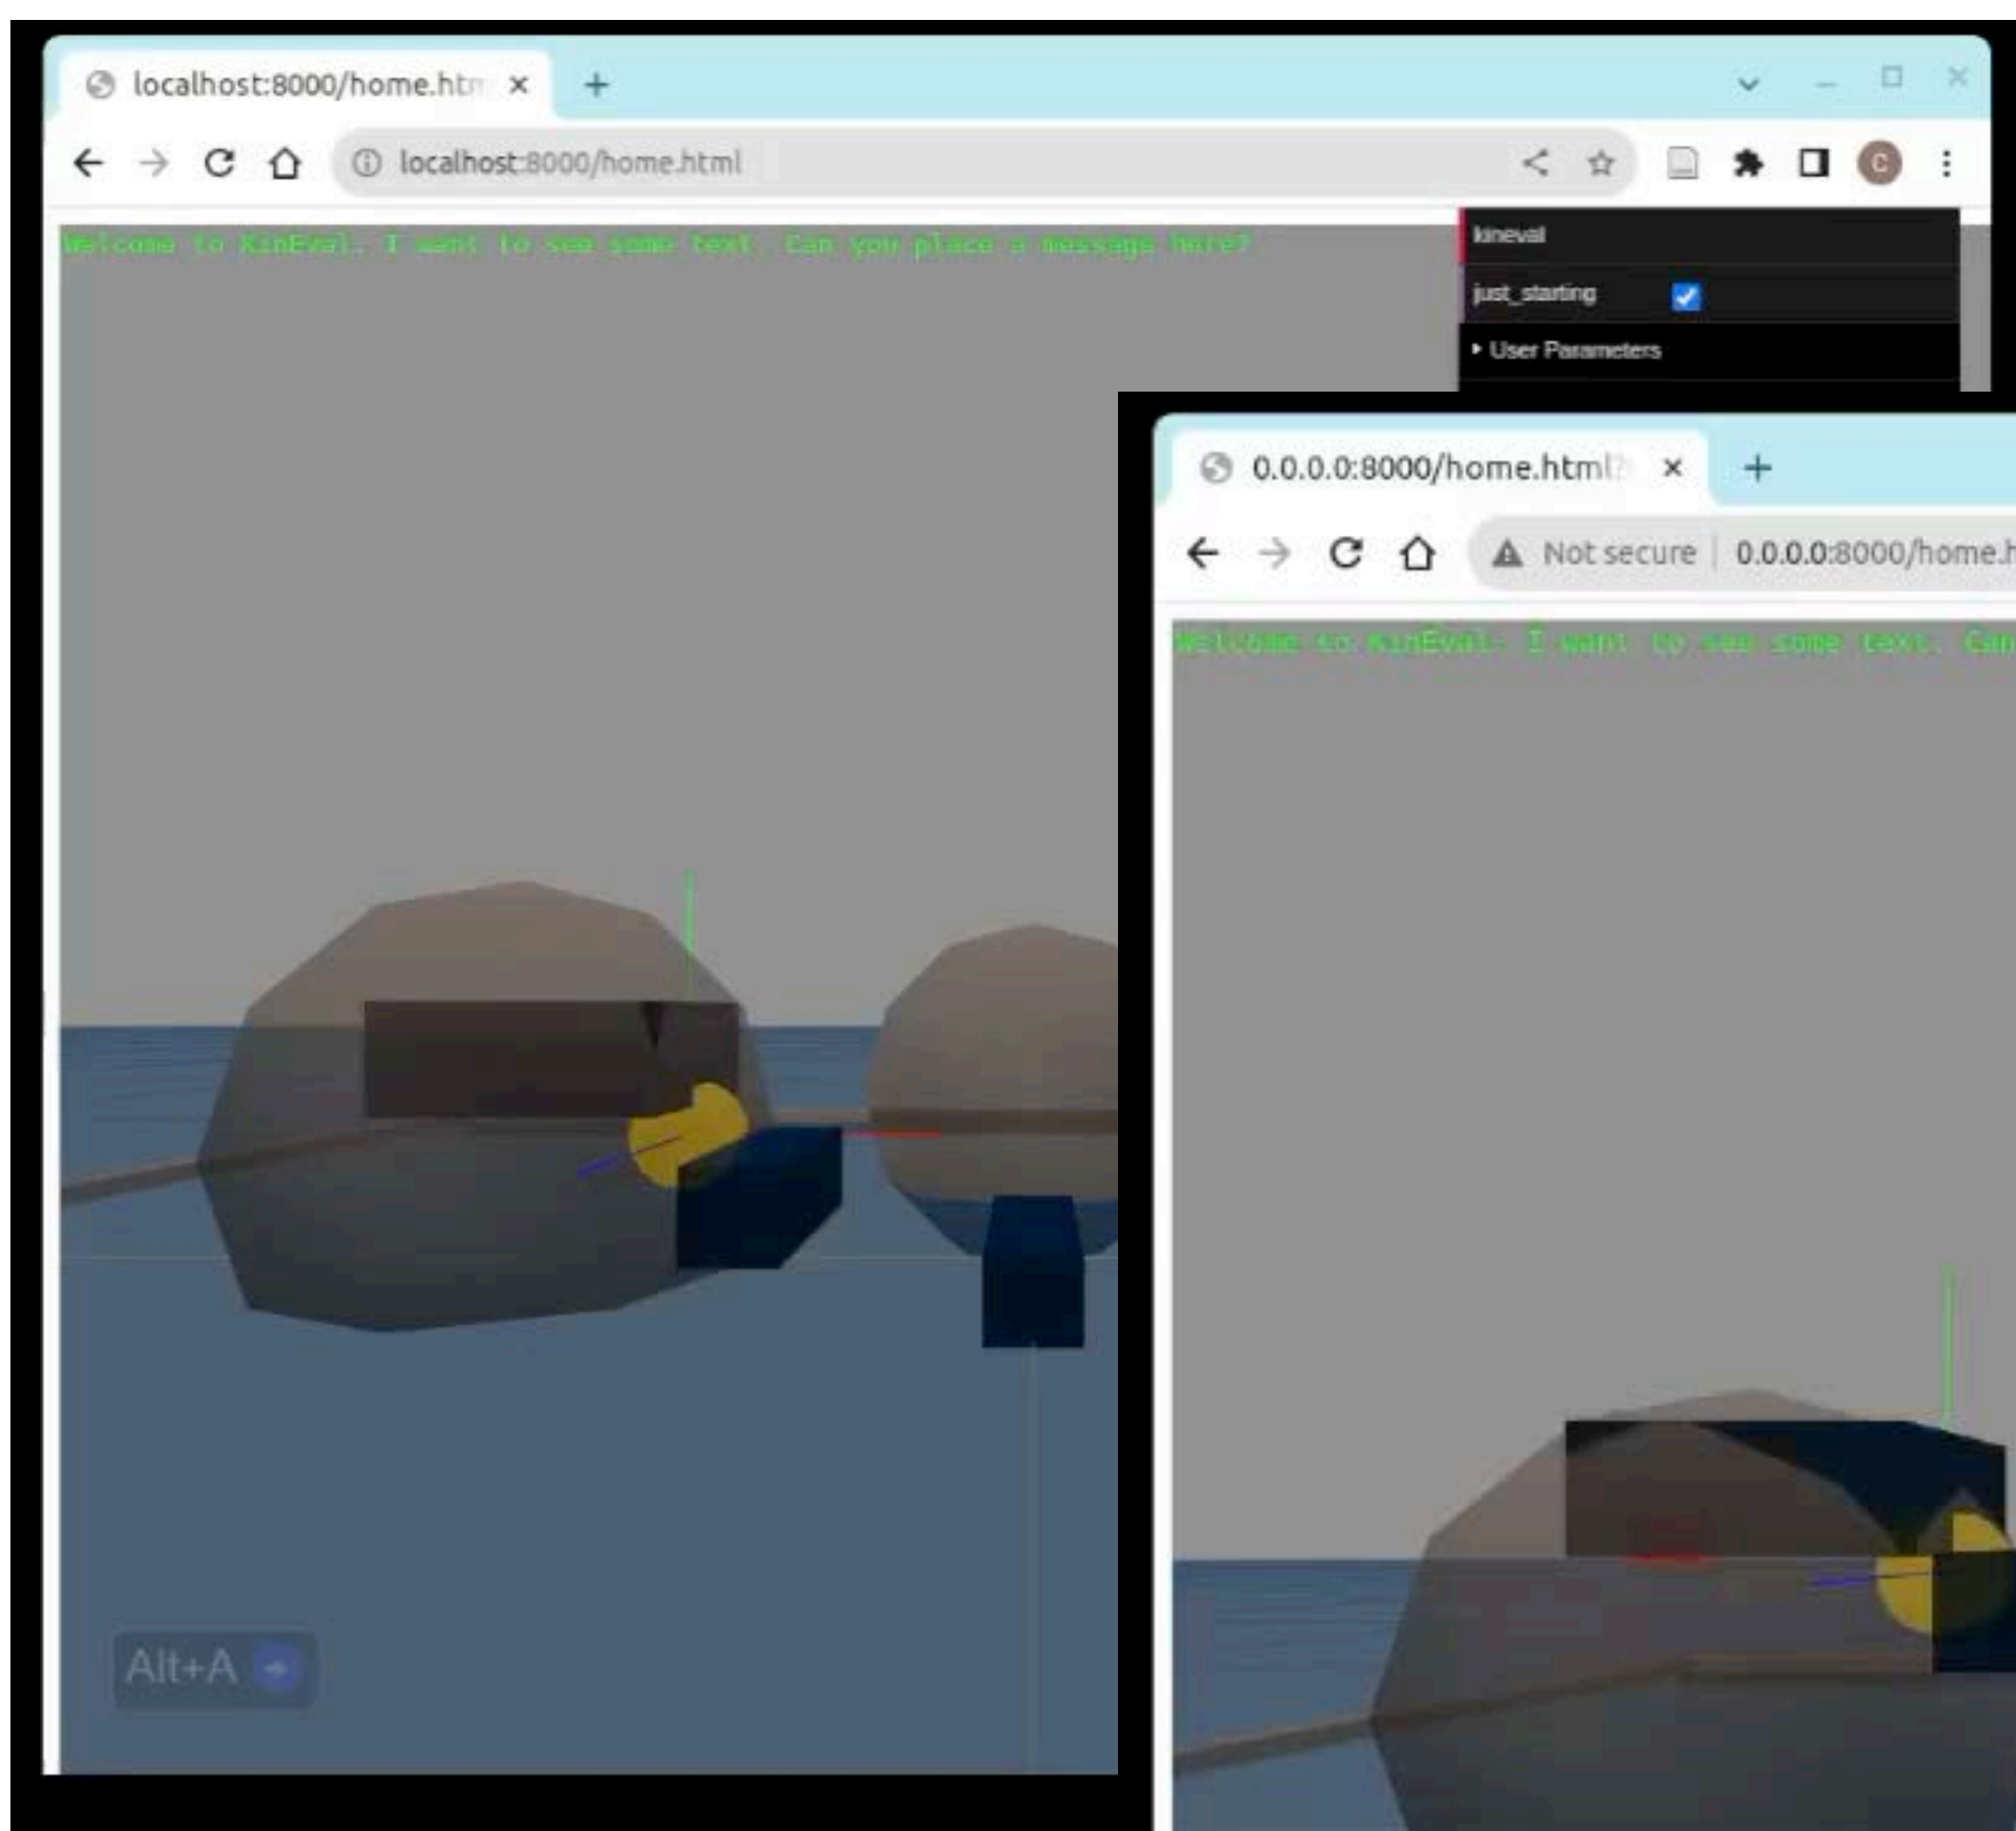 localhost:8000/home.htm
localhost:8000/home.html
C
Welcome to KinEval. I want to see some text. Can you place a message here?
kineval
just_starting
User Parameters
0.0.0.0:8000/home.html?
Not secure 0.0.0.0:8000/home.h
Welcome to KinEval. I want to see some text. Can
Alt+A